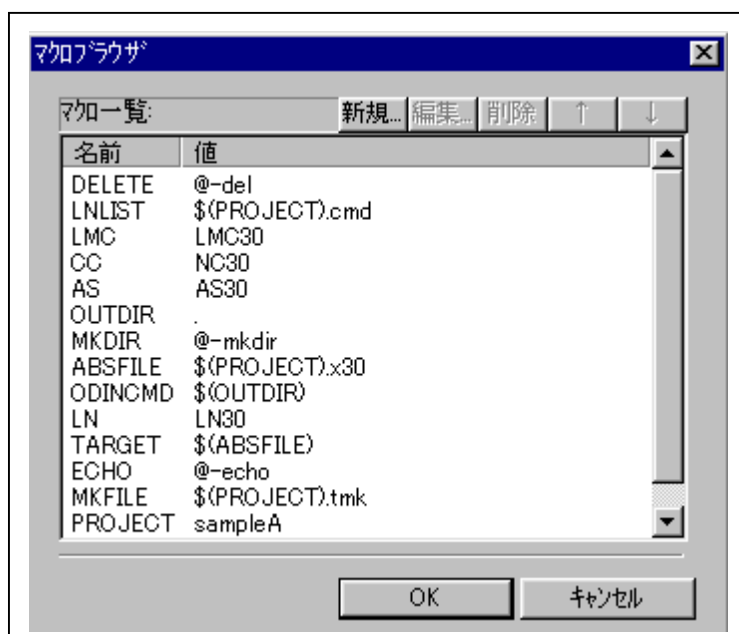 マクロブラウザ
マクロ一覧: 新規... 編集... 削除 ↑ ↓
名前 値
DELETE @-del
LNLIST $(PROJECT).cmd
LMC LMC30
CC NC30
AS AS30
OUTDIR .
MKDIR @-mkdir
ABSFILE $(PROJECT).x30
ODINCMD $(OUTDIR)
LN LN30
TARGET $(ABSFILE)
ECHO @-echo
MKFILE $(PROJECT).tmk
PROJECT sampleA
OK キャンセル